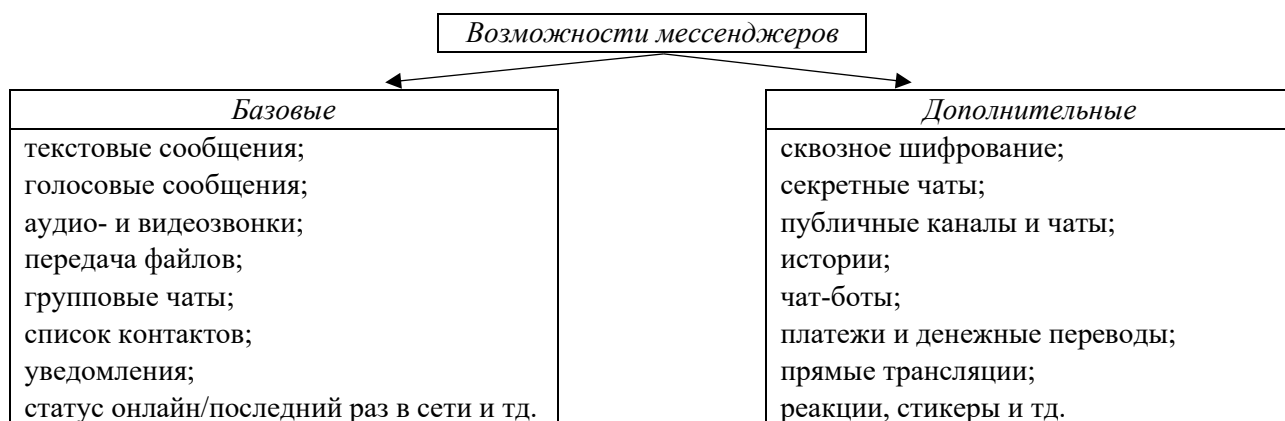 Возможности мессенджеров
Базовые
текстовые сообщения;
голосовые сообщения;
аудио- и видеозвонки;
передача файлов;
групповые чаты;
список контактов;
уведомления;
статус онлайн/последний раз в сети и тд.
Дополнительные
сквозное шифрование;
секретные чаты;
публичные каналы и чаты;
истории;
чат-боты;
платежи и денежные переводы;
прямые трансляции;
реакции, стикеры и тд.